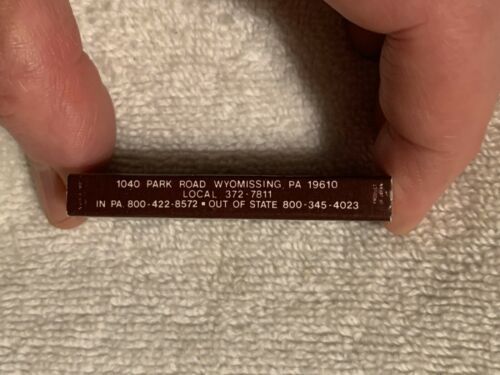 1040 PARK ROAD WYOMISSING, PA 19610
LOCAL 372-7811
IN PA 800-422-8572 ▪ OUT OF STATE 800-345-4023